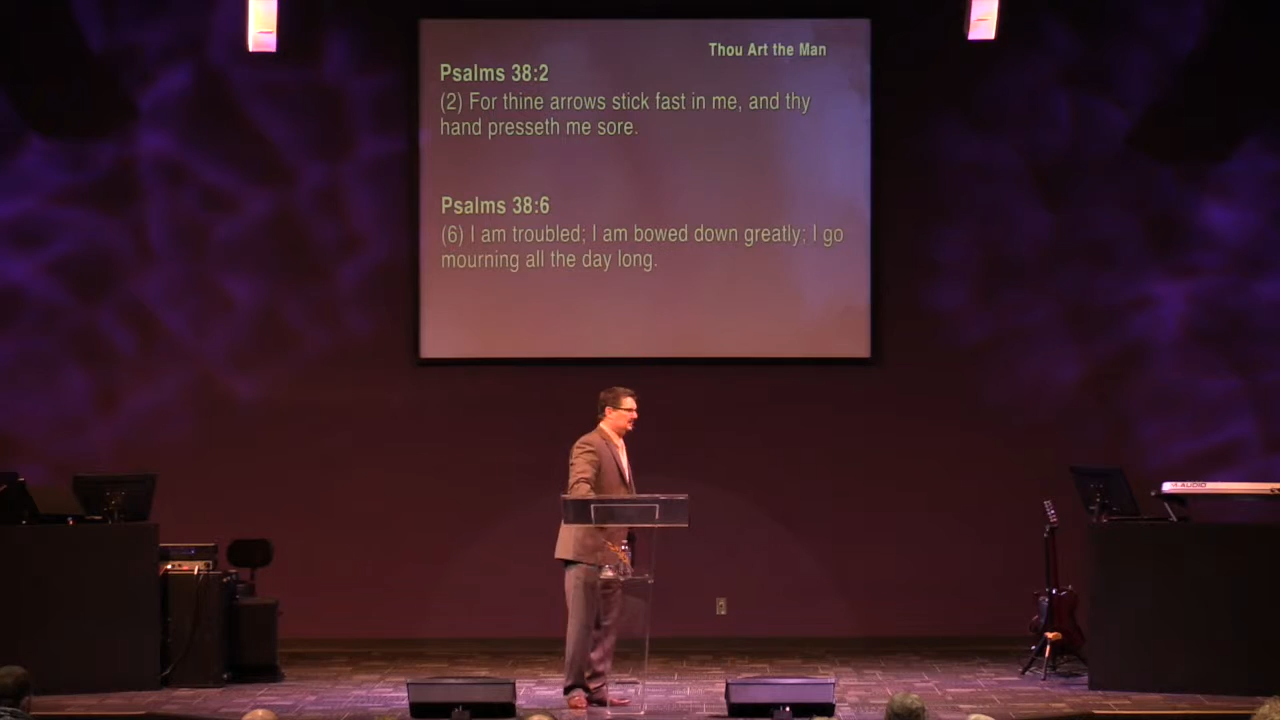 Thou Art the Man
Psalms 38:2
(2) For thine arrows stick fast in me, and thy
hand presseth me sore.
Psalms 38:6
(6) I am troubled; I am bowed down greatly; I go
mourning all the day long.
M-AUDIO